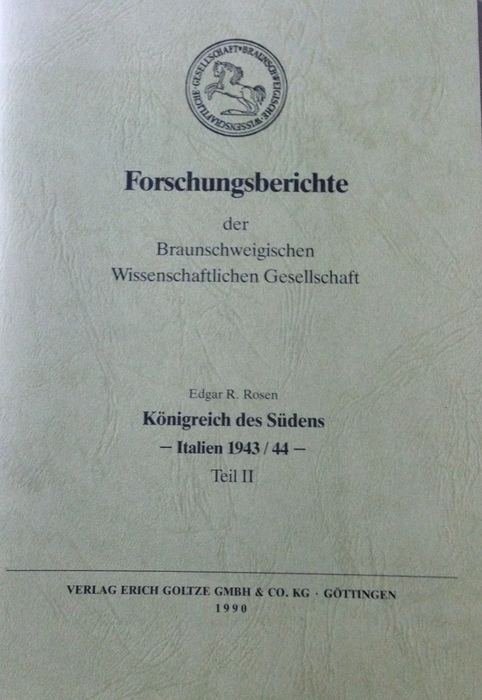 BRAUNSCHWEIGISCHE · WISSENSCHAFTLICHE · GESELLSCHAFT ·
Forschungsberichte
der
Braunschweigischen
Wissenschaftlichen Gesellschaft
Edgar R. Rosen
Königreich des Südens
— Italien 1943 / 44 —
Teil II
VERLAG ERICH GOLTZE GMBH & CO. KG · GÖTTINGEN
1990